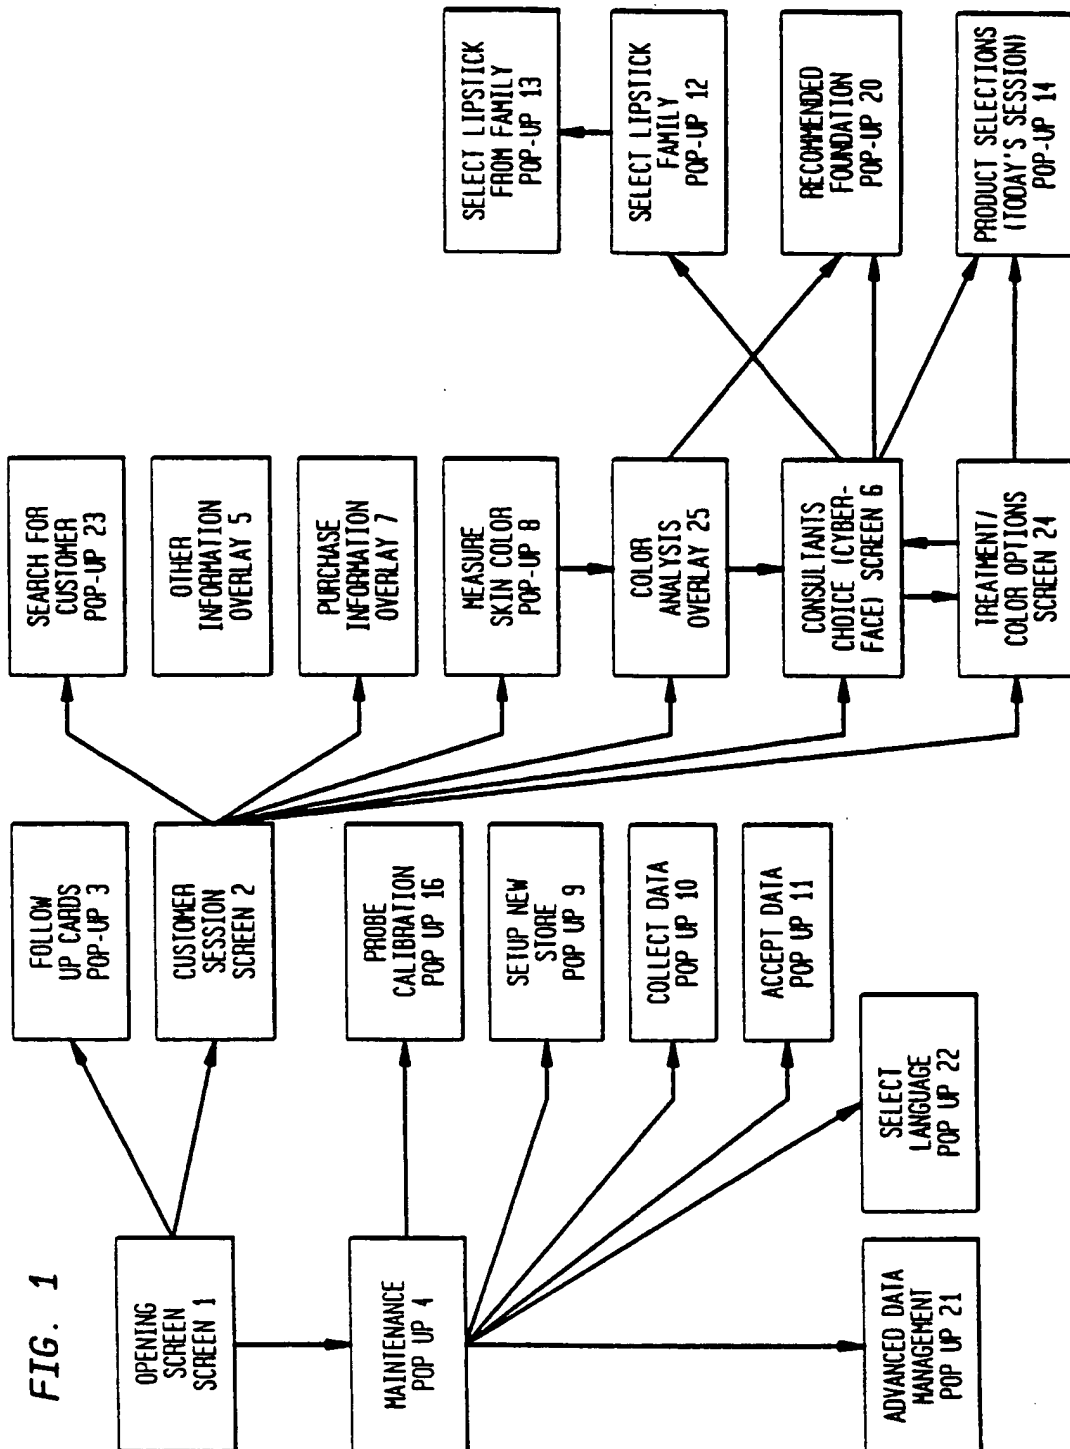 FIG. 1
OPENING
SCREEN
SCREEN 1
MAINTENANCE
POP UP 4
ADVANCED DATA
MANAGEMENT
POP UP 21
FOLLOW
UP CARDS
POP-UP 3
CUSTOMER
SESSION
SCREEN 2
PROBE
CALIBRATION
POP UP 16
SETUP NEW
STORE
POP UP 9
COLLECT DATA
POP UP 10
ACCEPT DATA
POP UP 11
SELECT
LANGUAGE
POP UP 22
SEARCH FOR
CUSTOMER
POP-UP 23
OTHER
INFORMATION
OVERLAY 5
PURCHASE
INFORMATION
OVERLAY 7
MEASURE
SKIN COLOR
POP-UP 8
COLOR
ANALYSIS
OVERLAY 25
CONSULTANTS
CHOICE (CYBER-
FACE) SCREEN 6
TREATMENT/
COLOR OPTIONS
SCREEN 24
SELECT LIPSTICK
FROM FAMILY
POP-UP 13
SELECT LIPSTICK
FAMILY
POP-UP 12
RECOMMENDED
FOUNDATION
POP-UP 20
PRODUCT SELECTIONS
(TODAY'S SESSION)
POP-UP 14